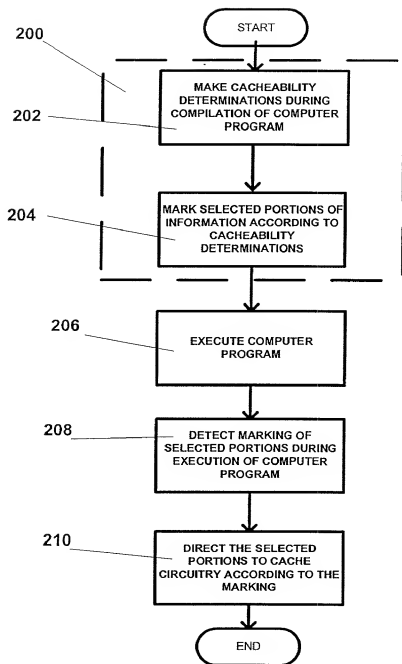 START
200
MAKE CACHEABILITY
DETERMINATIONS DURING
COMPILATION OF COMPUTER
PROGRAM
202
MARK SELECTED PORTIONS OF
INFORMATION ACCORDING TO
CACHEABILITY
DETERMINATIONS
204
206
EXECUTE COMPUTER
PROGRAM
208
DETECT MARKING OF
SELECTED PORTIONS DURING
EXECUTION OF COMPUTER
PROGRAM
210
DIRECT THE SELECTED
PORTIONS TO CACHE
CIRCUITRY ACCORDING TO THE
MARKING
END